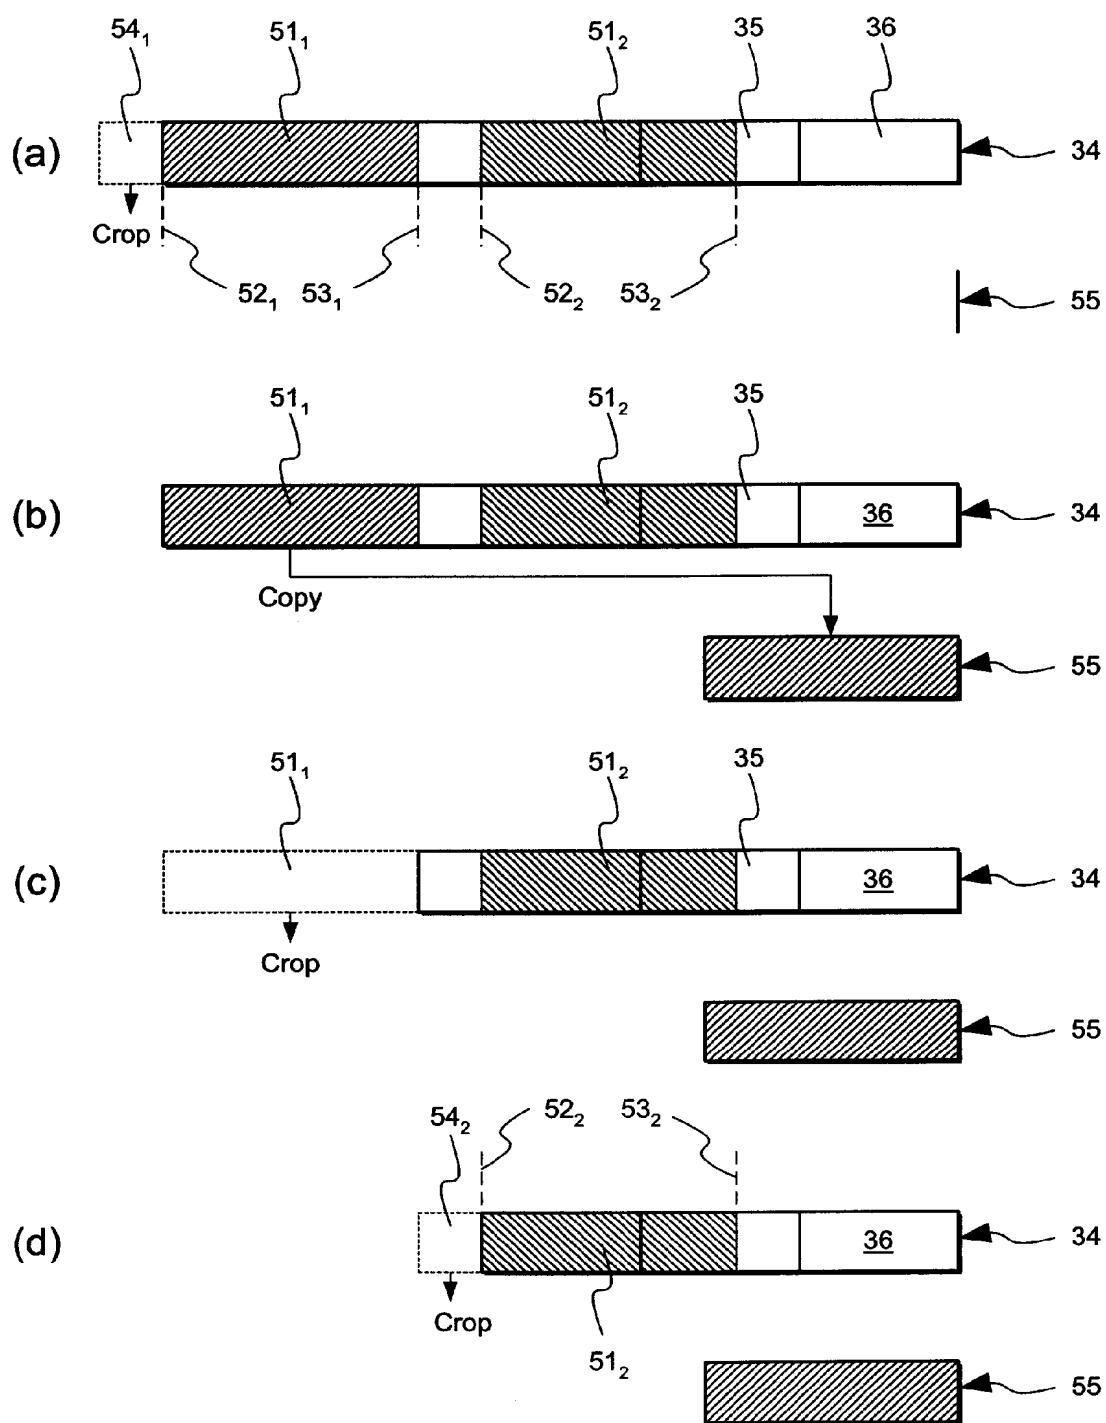 54₁ 51₁ 51₂ 35 36
(a) 34
Crop
52₁ 53₁ 52₂ 53₂ 55
51₁ 51₂ 35
(b) 36 34
Copy
55
51₁ 51₂ 35
(c) 36 34
Crop
55
54₂ 52₂ 53₂
(d) 36 34
Crop
51₂
55